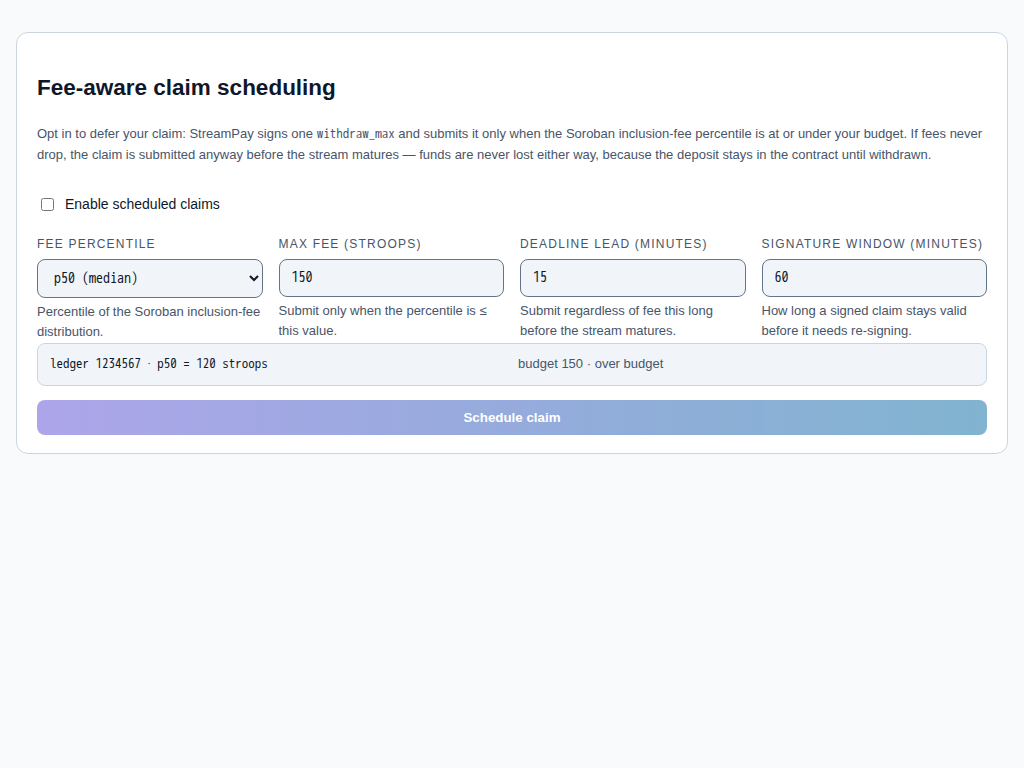 Fee-aware claim scheduling
Opt in to defer your claim: StreamPay signs one withdraw_max and submits it only when the Soroban inclusion-fee percentile is at or under your budget. If fees never
drop, the claim is submitted anyway before the stream matures — funds are never lost either way, because the deposit stays in the contract until withdrawn.
Enable scheduled claims
FEE PERCENTILE
p50 (median)
Percentile of the Soroban inclusion-fee
distribution.
MAX FEE (STROOPS)
150
Submit only when the percentile is ≤
this value.
DEADLINE LEAD (MINUTES)
15
Submit regardless of fee this long
before the stream matures.
SIGNATURE WINDOW (MINUTES)
60
How long a signed claim stays valid
before it needs re-signing.
ledger 1234567 · p50 = 120 stroops
budget 150 · over budget
Schedule claim